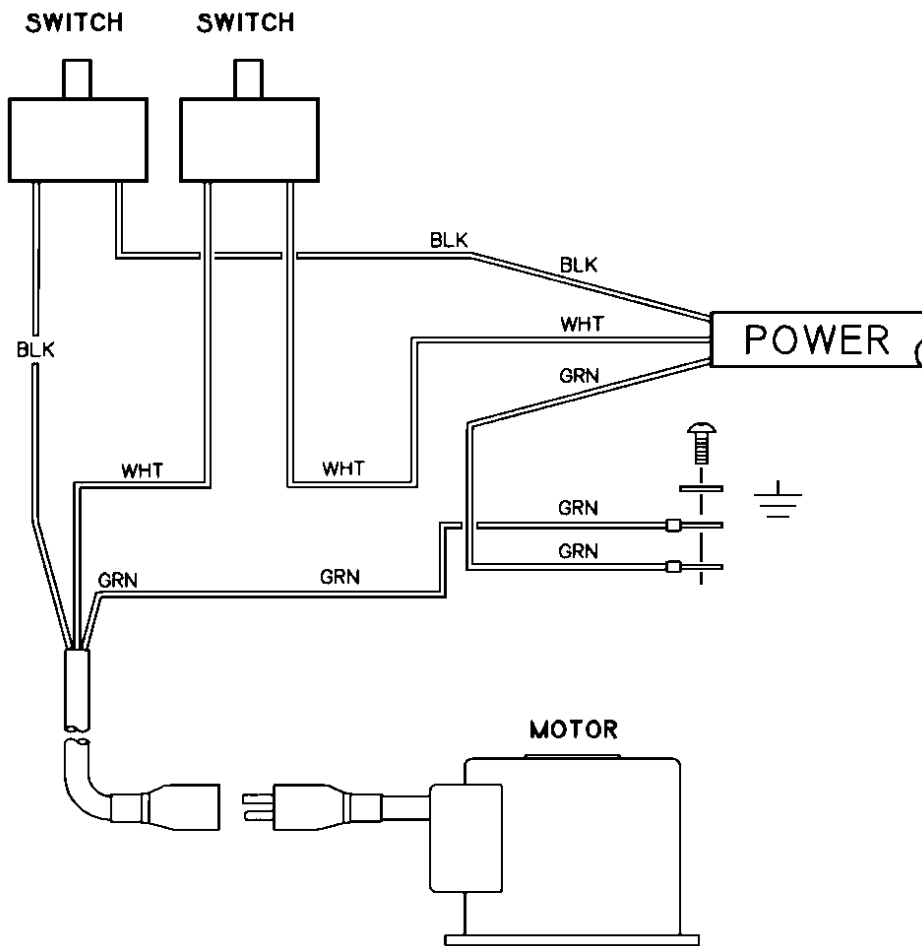 SWITCH SWITCH
BLK
BLK
WHT
POWER
BLK
GRN
WHT
WHT
GRN
GRN
GRN
GRN
MOTOR